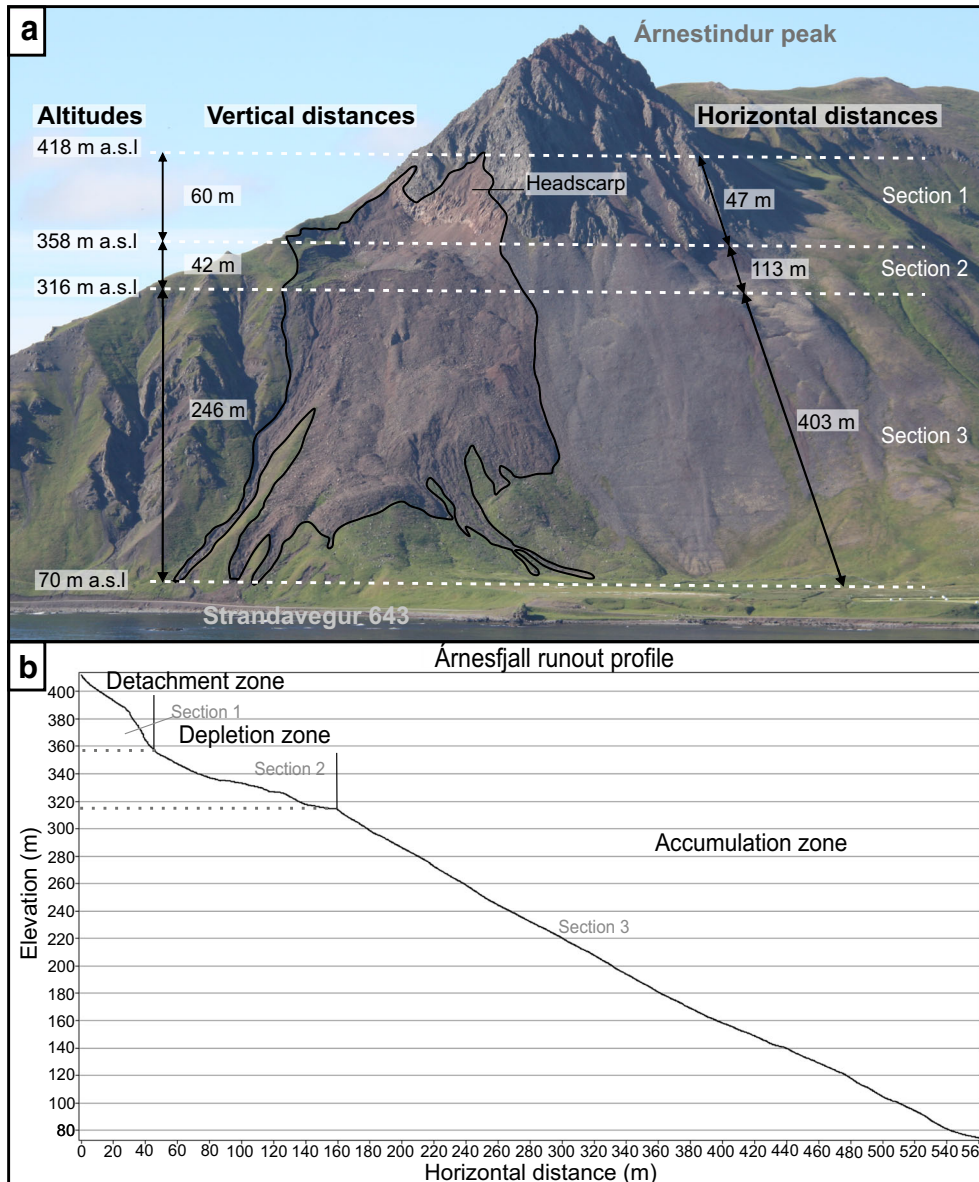 a
Árnestindur peak
Altitudes
Vertical distances
Horizontal distances
418 m a.s.l
Headscarp
Section 1
60 m
47 m
358 m a.s.l
Section 2
42 m
113 m
316 m a.s.l
246 m
403 m
Section 3
70 m a.s.l
Strandavegur 643
b
Árnesfjall runout profile
Detachment zone
Section 1
Depletion zone
Section 2
Accumulation zone
Section 3
Elevation (m)
400
380
360
340
320
300
280
260
240
220
200
180
160
140
120
100
80
0 20 40 60 80 100 120 140 160 180 200 220 240 260 280 300 320 340 360 380 400 420 440 460 480 500 520 540 560
Horizontal distance (m)